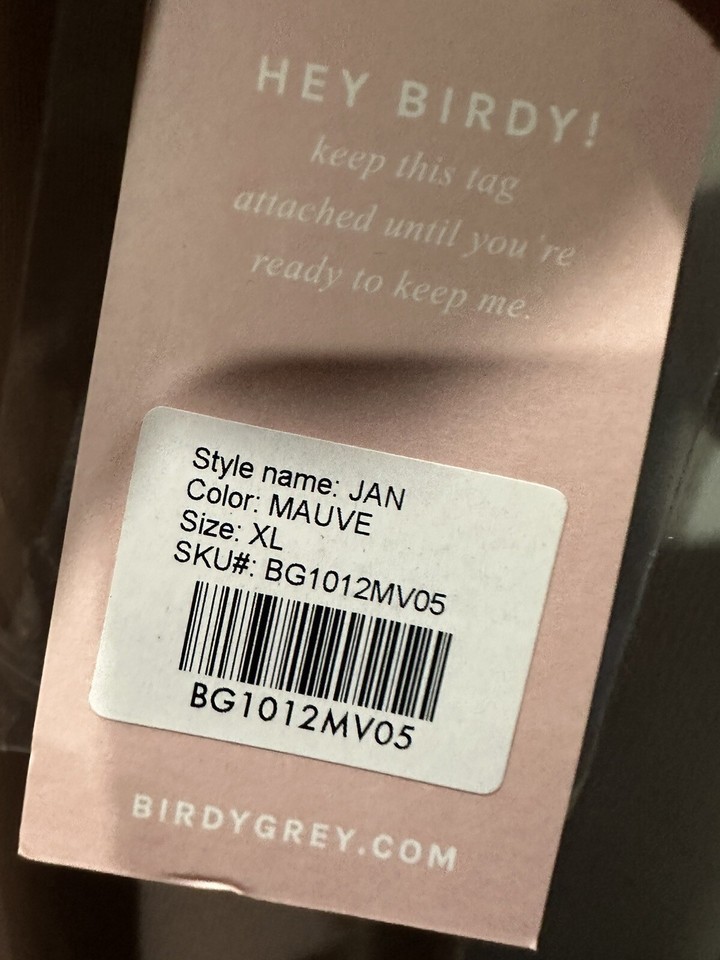 HEY BIRDY!
keep this tag
attached until you're
ready to keep me.
Style name: JAN
Color: MAUVE
Size: XL
SKU#: BG1012MV05
BG1012MV05
BIRDYGREY.COM